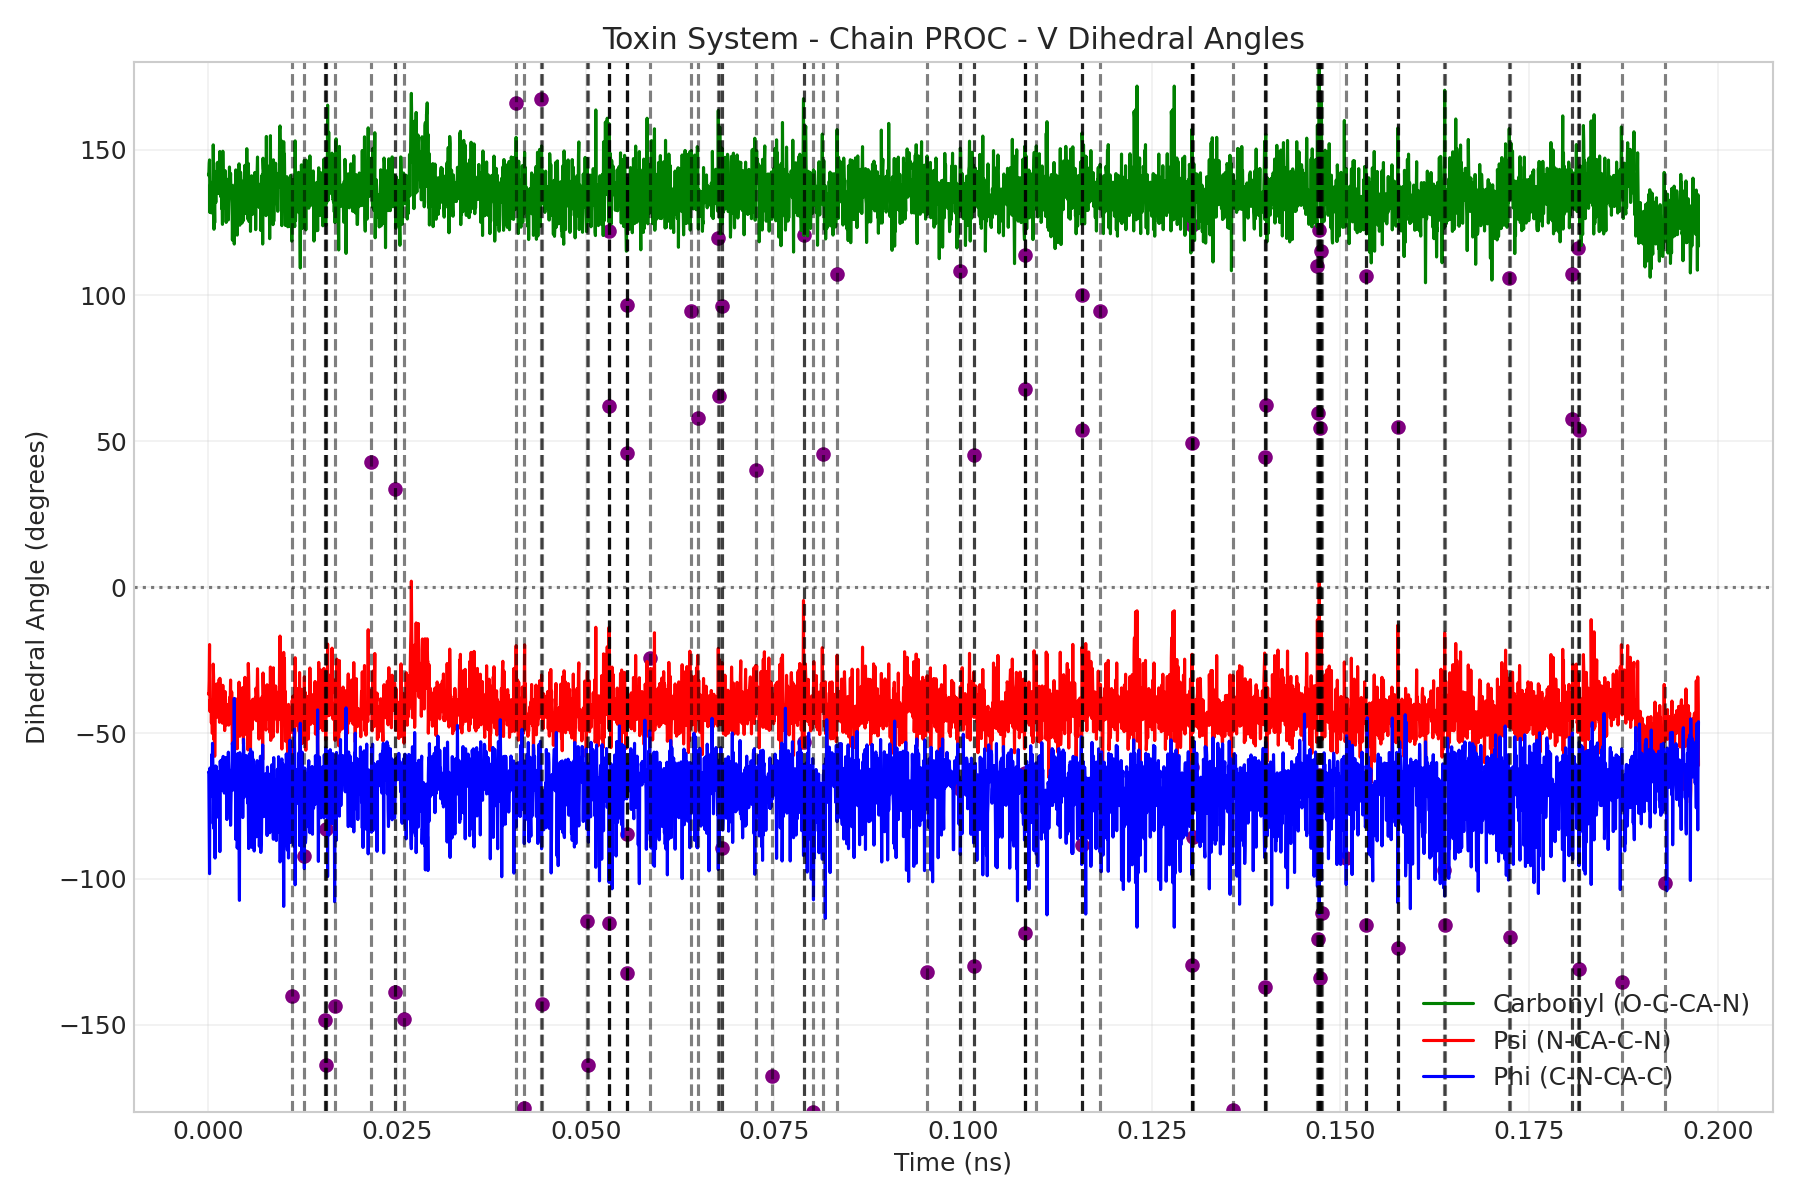 Toxin System - Chain PROC - V Dihedral Angles
Dihedral Angle (degrees)
150
100
50
0
−50
−100
−150
Carbonyl (O-C-CA-N)
Psi (N-CA-C-N)
Phi (C-N-CA-C)
0.000 0.025 0.050 0.075 0.100 0.125 0.150 0.175 0.200
Time (ns)